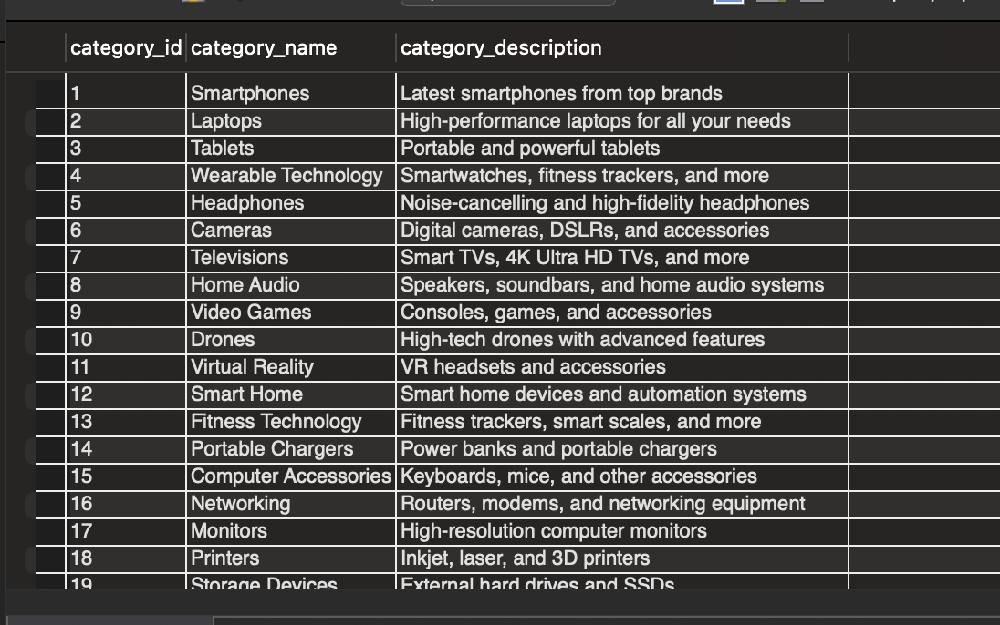 category_id category_name category_description
1 Smartphones Latest smartphones from top brands
2 Laptops High-performance laptops for all your needs
3 Tablets Portable and powerful tablets
4 Wearable Technology Smartwatches, fitness trackers, and more
5 Headphones Noise-cancelling and high-fidelity headphones
6 Cameras Digital cameras, DSLRs, and accessories
7 Televisions Smart TVs, 4K Ultra HD TVs, and more
8 Home Audio Speakers, soundbars, and home audio systems
9 Video Games Consoles, games, and accessories
10 Drones High-tech drones with advanced features
11 Virtual Reality VR headsets and accessories
12 Smart Home Smart home devices and automation systems
13 Fitness Technology Fitness trackers, smart scales, and more
14 Portable Chargers Power banks and portable chargers
15 Computer Accessories Keyboards, mice, and other accessories
16 Networking Routers, modems, and networking equipment
17 Monitors High-resolution computer monitors
18 Printers Inkjet, laser, and 3D printers
19 Storage Devices External hard drives and SSDs